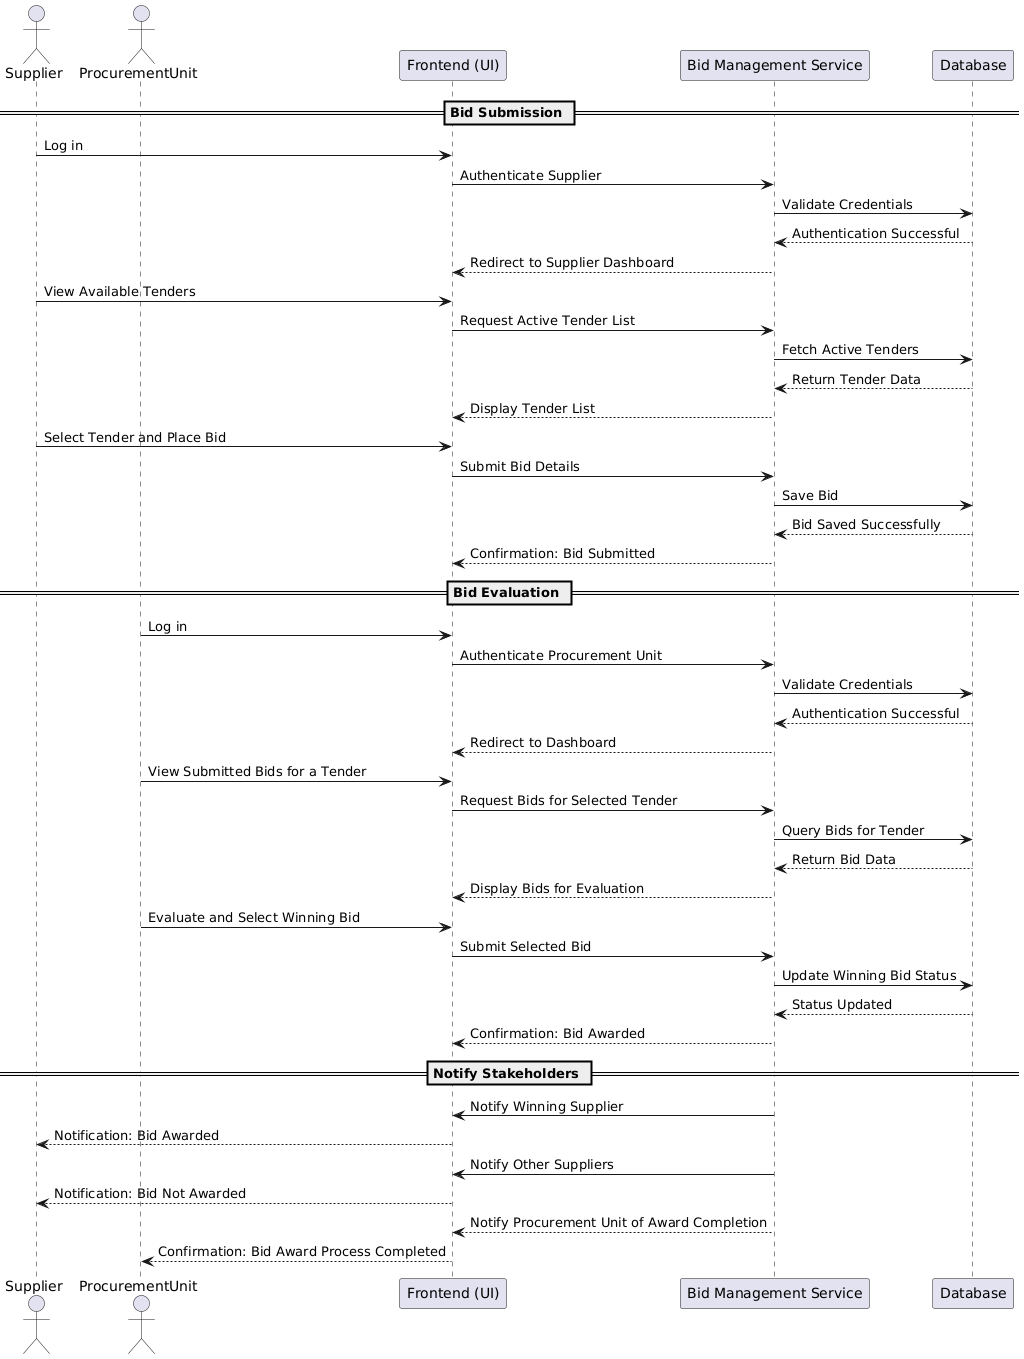 Supplier
ProcurementUnit
Frontend (UI)
Bid Management Service
Database
Bid Submission
Log in
Authenticate Supplier
Validate Credentials
Authentication Successful
Redirect to Supplier Dashboard
View Available Tenders
Request Active Tender List
Fetch Active Tenders
Return Tender Data
Display Tender List
Select Tender and Place Bid
Submit Bid Details
Save Bid
Bid Saved Successfully
Confirmation: Bid Submitted
Bid Evaluation
Log in
Authenticate Procurement Unit
Validate Credentials
Authentication Successful
Redirect to Dashboard
View Submitted Bids for a Tender
Request Bids for Selected Tender
Query Bids for Tender
Return Bid Data
Display Bids for Evaluation
Evaluate and Select Winning Bid
Submit Selected Bid
Update Winning Bid Status
Status Updated
Confirmation: Bid Awarded
Notify Stakeholders
Notify Winning Supplier
Notification: Bid Awarded
Notify Other Suppliers
Notification: Bid Not Awarded
Notify Procurement Unit of Award Completion
Confirmation: Bid Award Process Completed
Supplier
ProcurementUnit
Frontend (UI)
Bid Management Service
Database